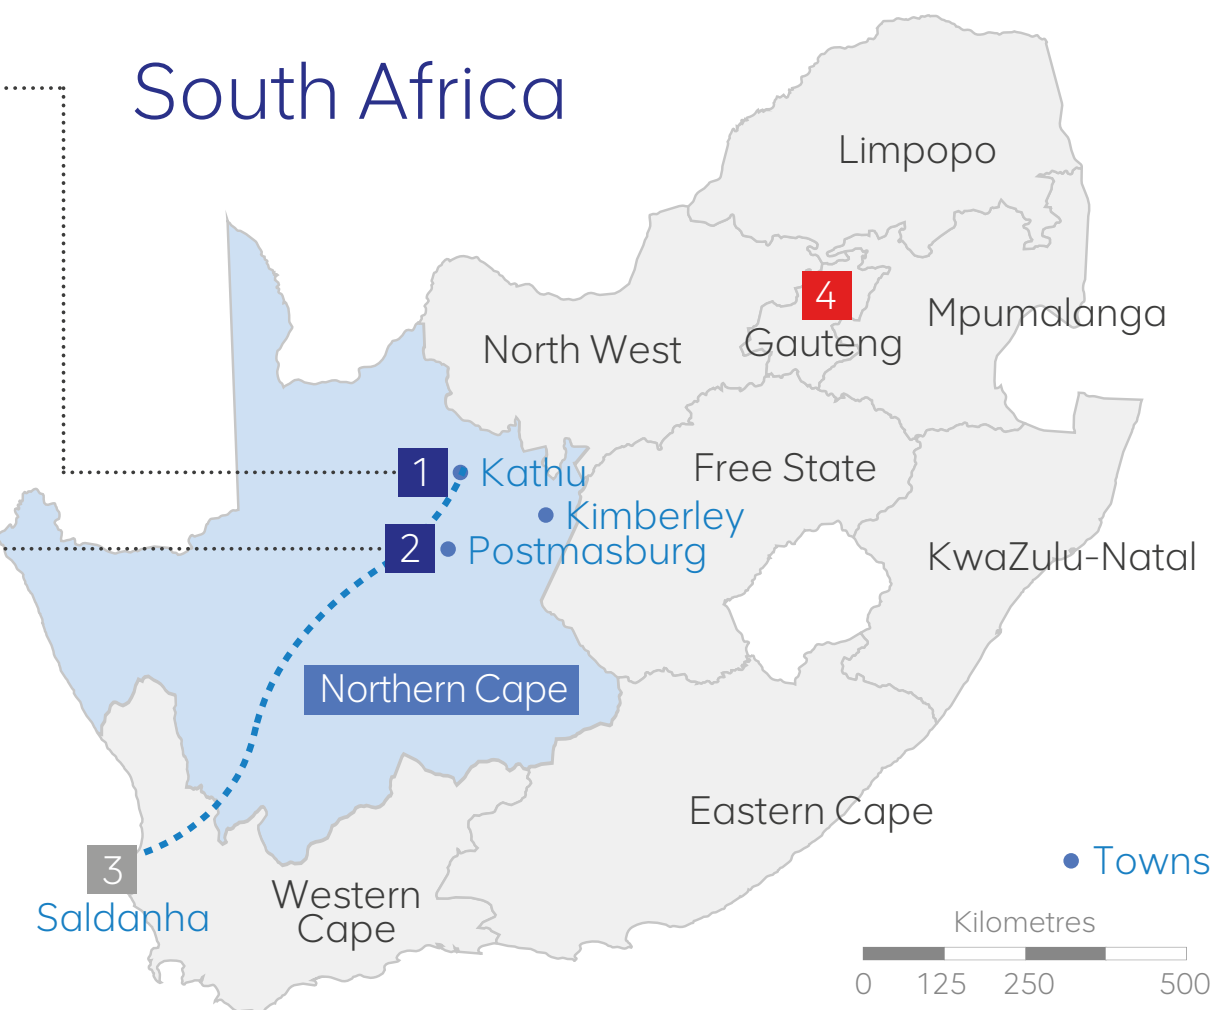 South Africa
Limpopo
4
Mpumalanga
North West
Gauteng
1
Kathu
Free State
Kimberley
2
Postmasburg
KwaZulu-Natal
Northern Cape
Eastern Cape
3
Saldanha
Western
Cape
Towns
Kilometres
0 125 250 500